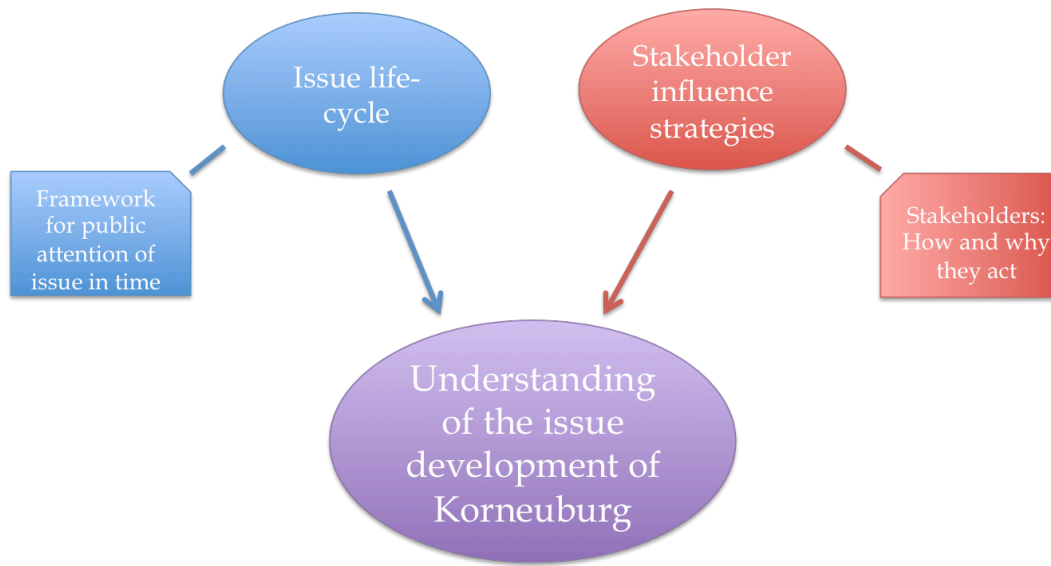 Issue life-
cycle
Stakeholder
influence
strategies
Framework
for public
attention of
issue in time
Stakeholders:
How and why
they act
Understanding
of the issue
development of
Korneuburg